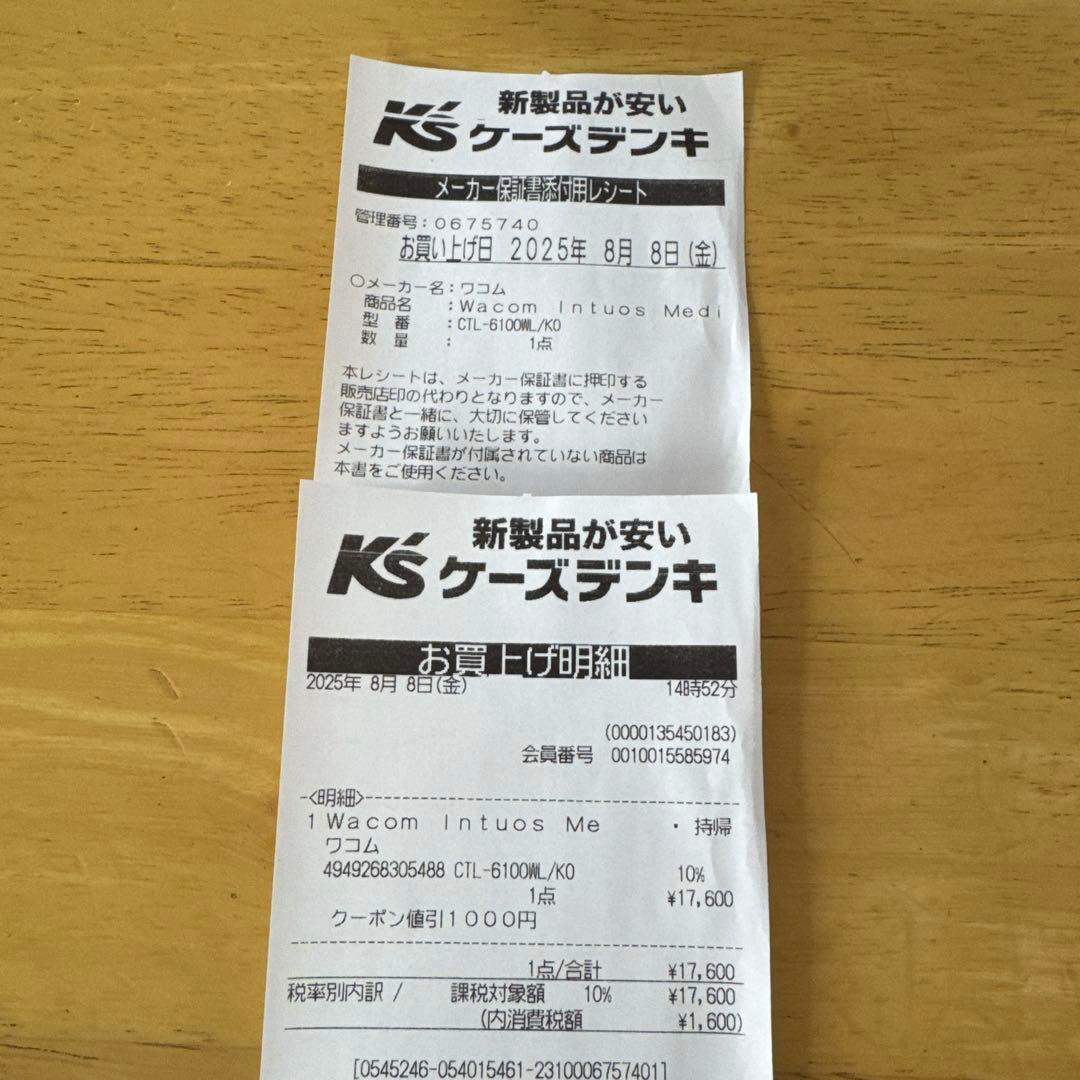 新製品が安い
K'S ケーズデンキ
メーカー保証書添付用レシート
管理番号：0675740
お買い上げ日 2025年 8月 8日(金)
○メーカー名：ワコム
商品名 ：Wacom Intuos Medi
型 番 ：CTL-6100WL/K0
数 量 ： 1点
本レシートは、メーカー保証書に押印する
販売店印の代わりとなりますので、メーカー
保証書と一緒に、大切に保管してください
ますようお願いいたします。
メーカー保証書が付属されていない商品は
本書をご使用ください。
新製品が安い
K'S ケーズデンキ
お買上げ明細
2025年 8月 8日(金) 14時52分
(0000135450183)
会員番号 0010015585974
-<明細>-
1 Wacom Intuos Me ・ 持帰
ワコム
4949268305488 CTL-6100WL/K0 10%
1点 ¥17,600
クーポン値引1000円
1点/合計 ¥17,600
税率別内訳 / 課税対象額 10% ¥17,600
(内消費税額 ¥1,600)
[0545246-054015461-2310006757401]